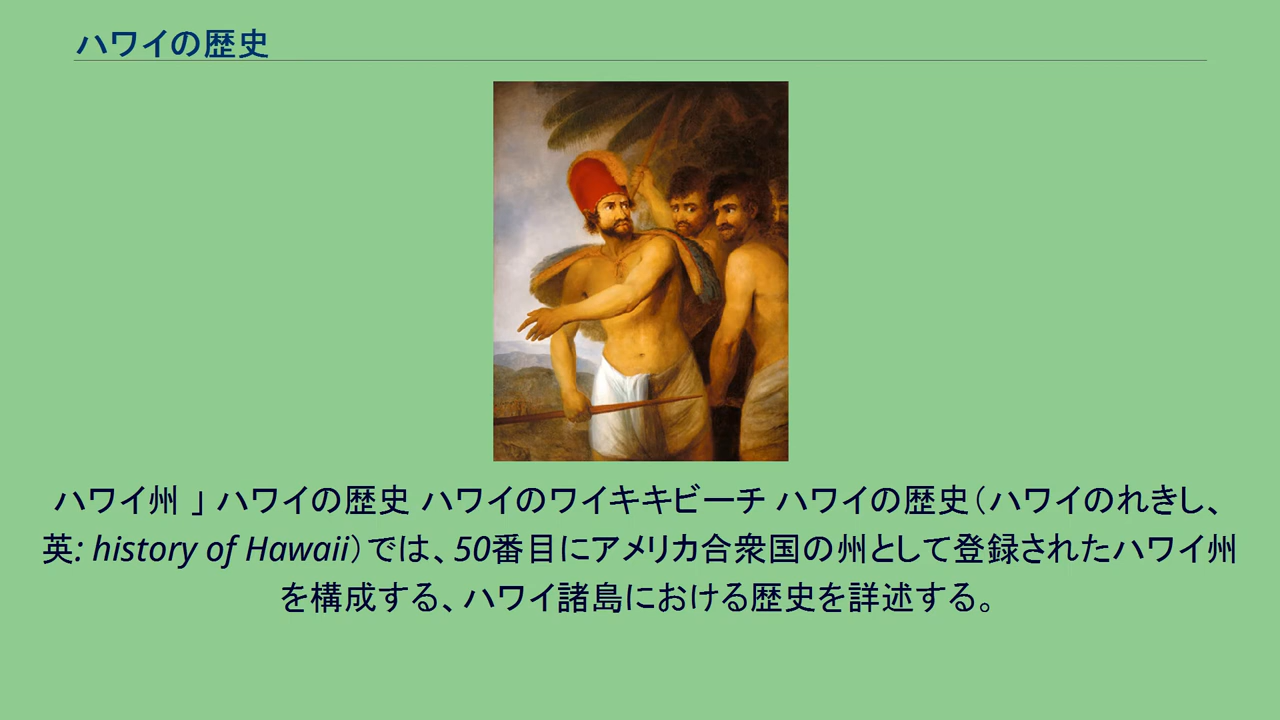 ハワイの歴史
ハワイ州 」 ハワイの歴史 ハワイのワイキキビーチ ハワイの歴史（ハワイのれきし、
英: history of Hawaii）では、50番目にアメリカ合衆国の州として登録されたハワイ州
を構成する、ハワイ諸島における歴史を詳述する。